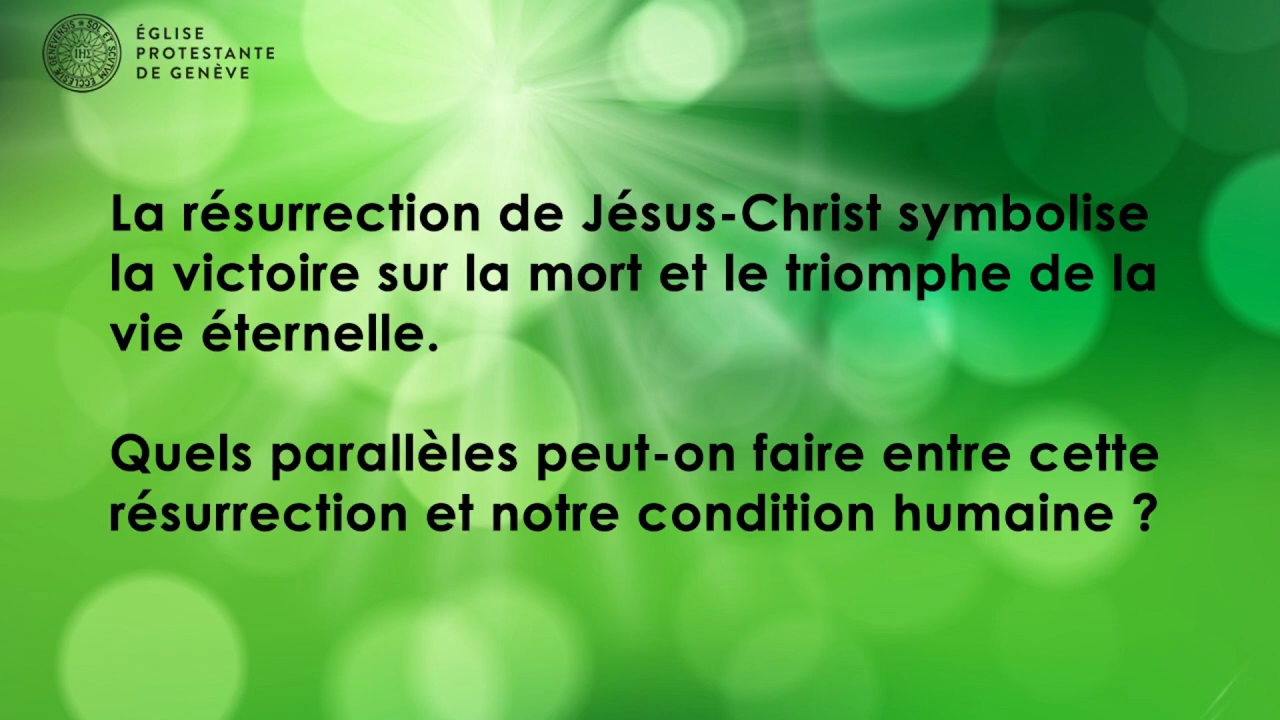 ÉGLISE
PROTESTANTE
DE GENÈVE
La résurrection de Jésus-Christ symbolise
la victoire sur la mort et le triomphe de la
vie éternelle.
Quels parallèles peut-on faire entre cette
résurrection et notre condition humaine ?